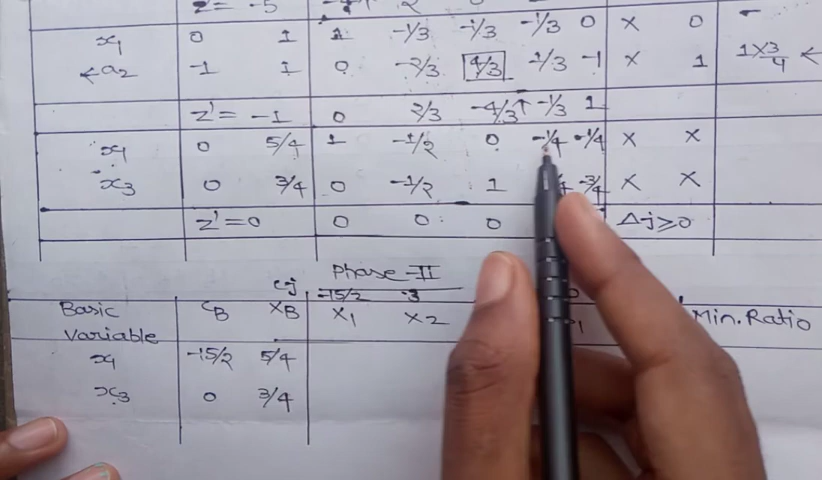 Z = -5 2
x1 0 1 1 -1/3 -1/3 -1/3 0 × 0 -
←a2 -1 1 0 -2/3 4/3 -1/3 -1 × 1 1×3/4 ←
Z' = -1 0 2/3 -4/3↑ -1/3 1
x1 0 5/4 1 -1/2 0 -1/4 -1/4 × ×
x3 0 3/4 0 -1/2 1 -3/4 × ×
Z' = 0 0 0 0 Δj≥0
Phase-II
Cj -15/2 -3
Basic Variable CB XB X1 X2 Min. Ratio
x1 -15/2 5/4
x3 0 3/4